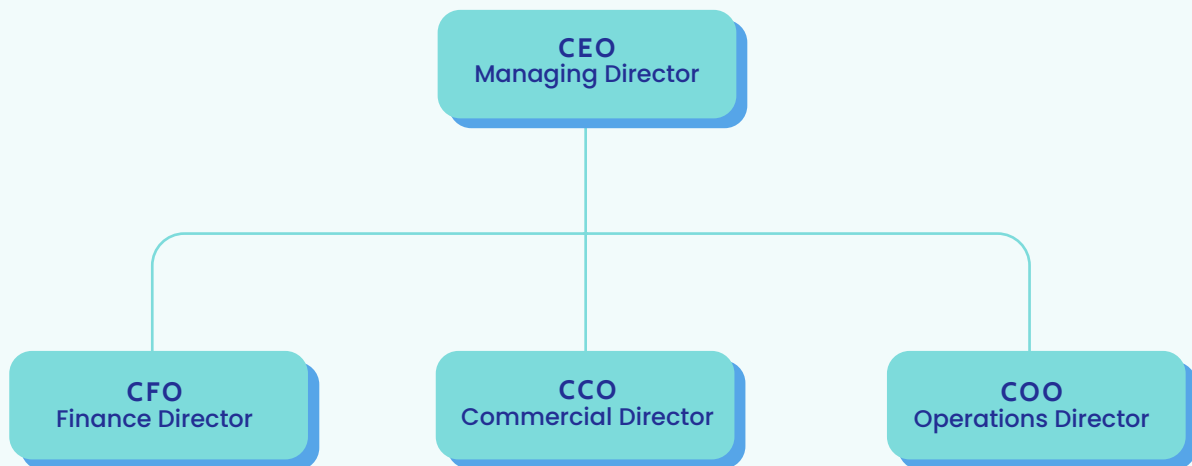 CEO
Managing Director
CFO
Finance Director
CCO
Commercial Director
COO
Operations Director